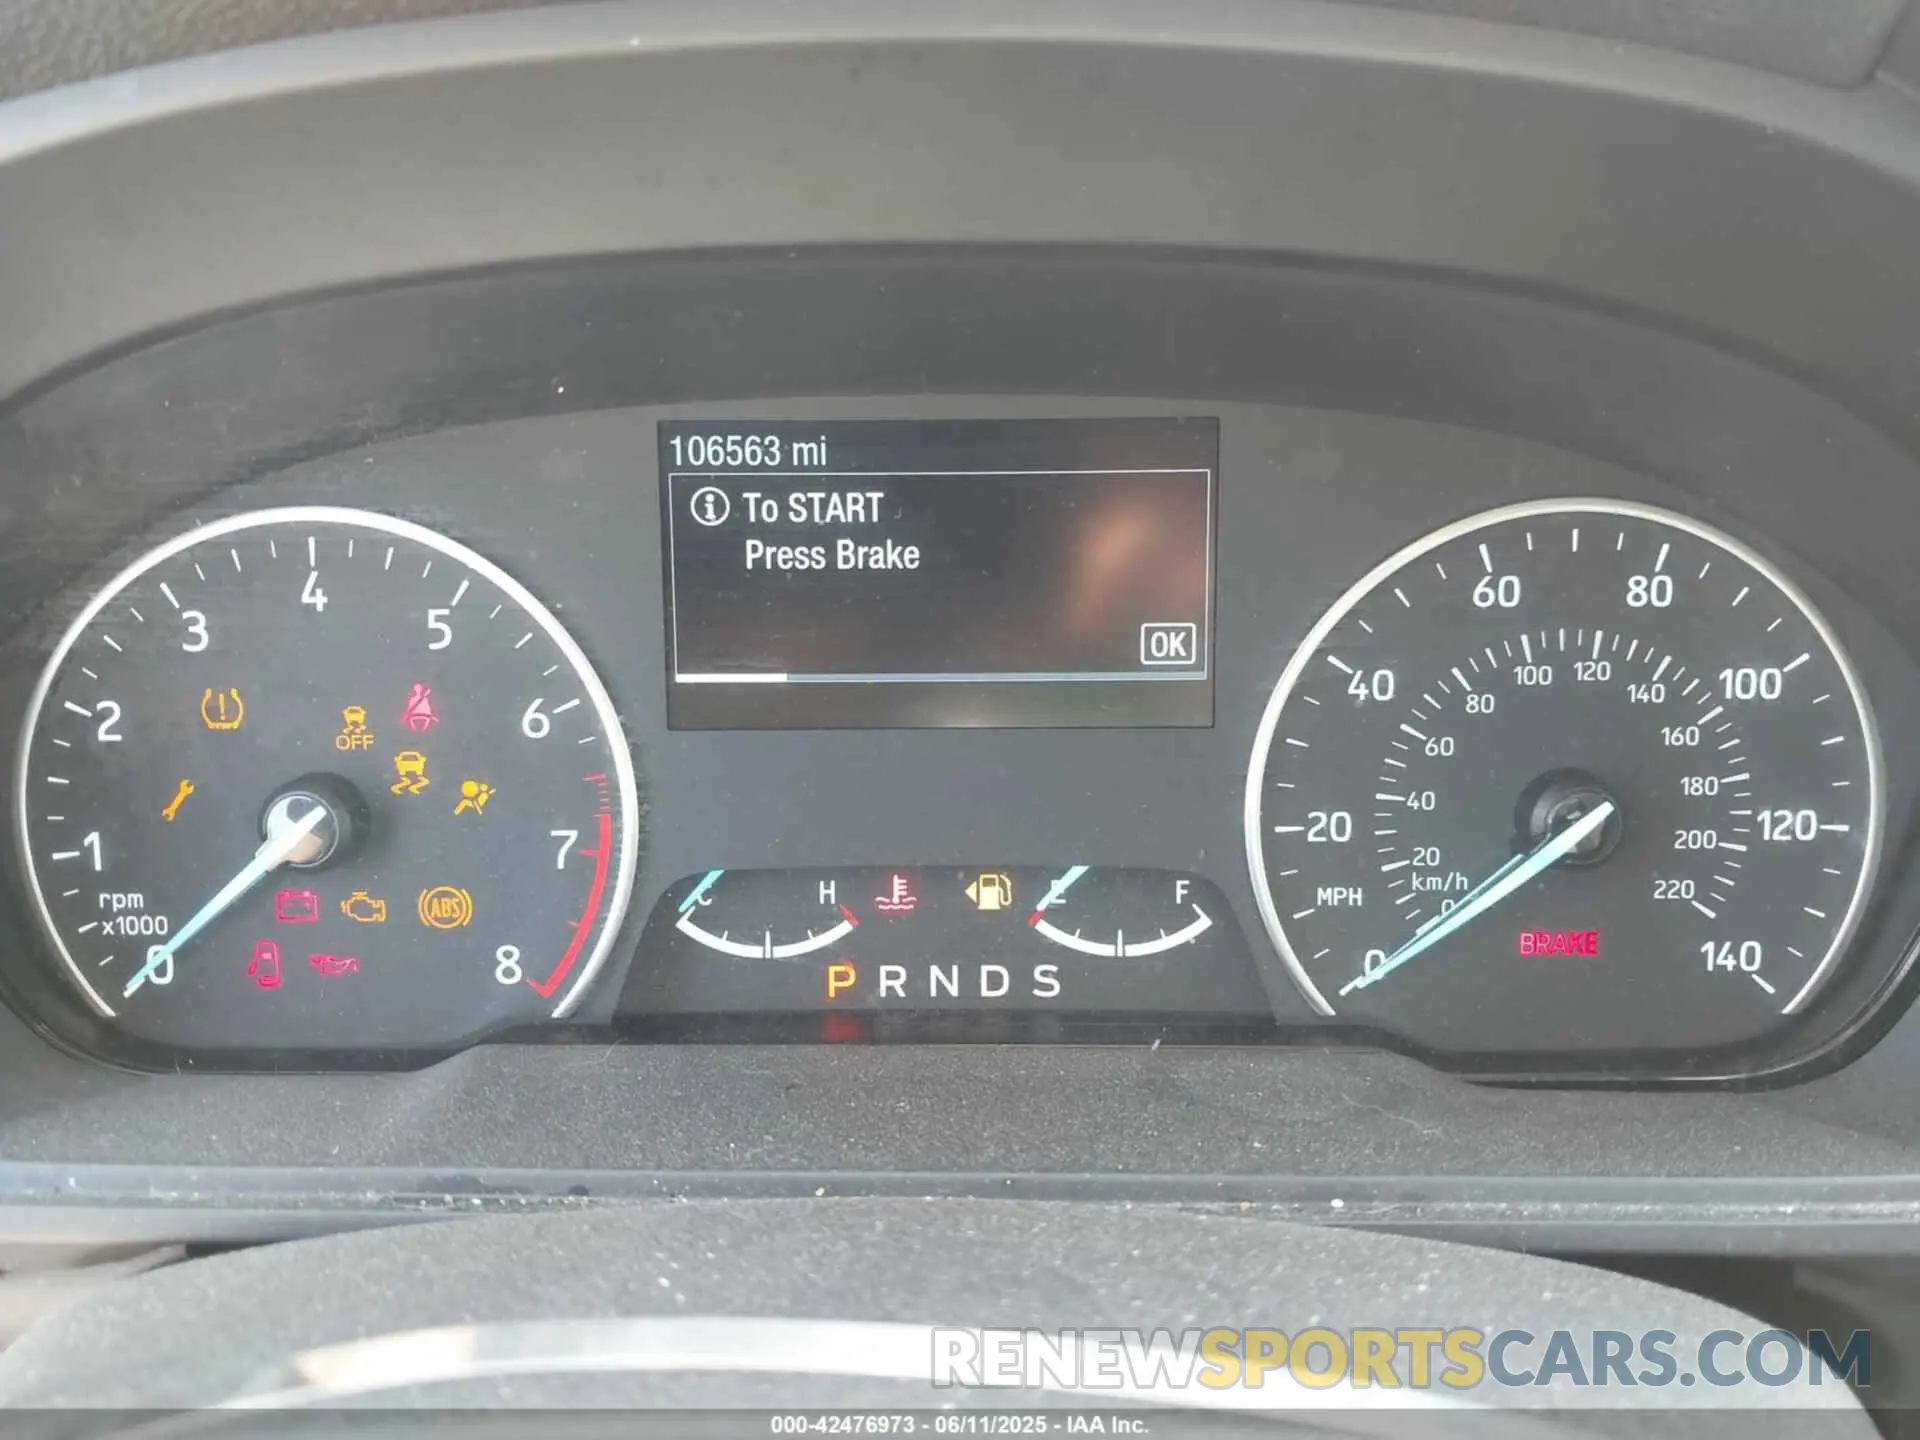 106563 mi
i To START
Press Brake
OK
0 1 2 3 4 5 6 7 8
rpm
x1000
OFF
ABS
C H
E F
P R N D S
0 20 40 60 80 100 120 140
MPH
0 20 40 60 80 100 120 140 160 180 200 220
km/h
BRAKE
RENEWSPORTSCARS.COM
000-42476973 - 06/11/2025 - IAA Inc.